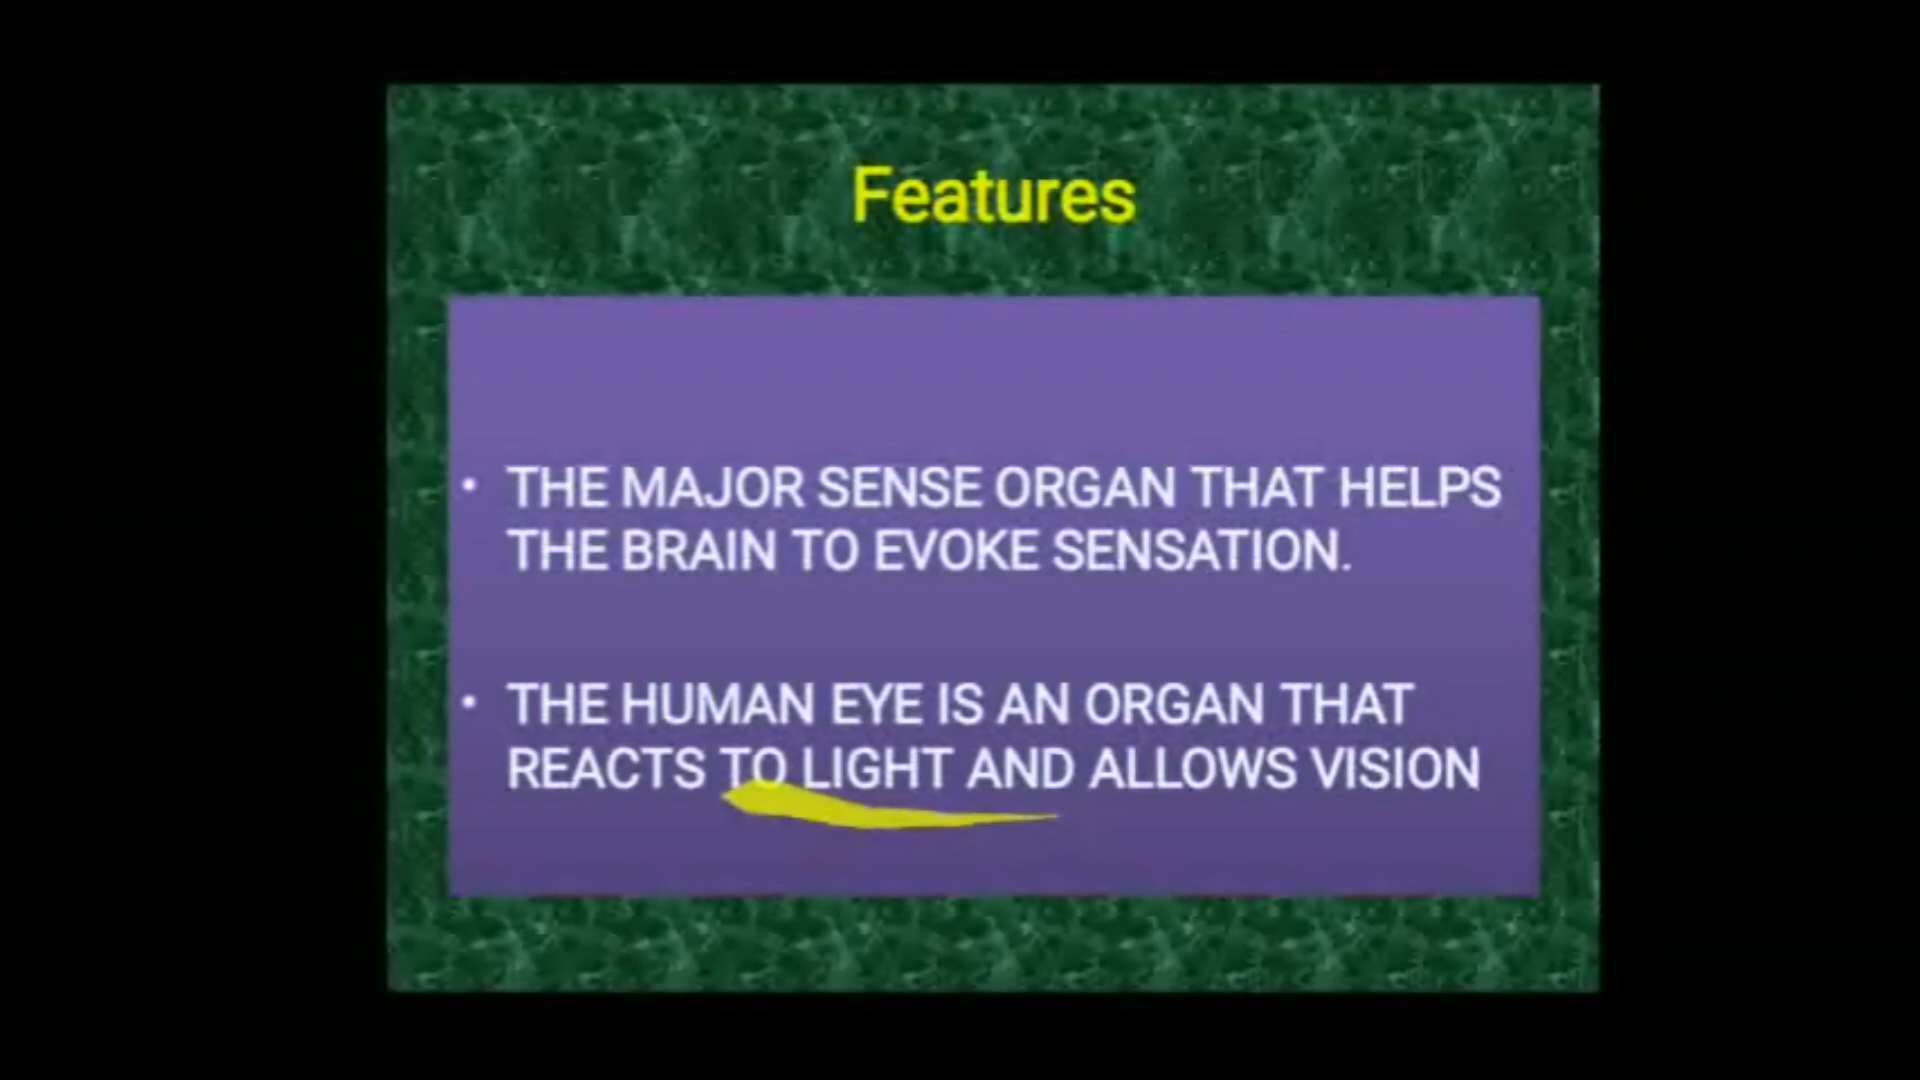 Features
• THE MAJOR SENSE ORGAN THAT HELPS
THE BRAIN TO EVOKE SENSATION.
• THE HUMAN EYE IS AN ORGAN THAT
REACTS TO LIGHT AND ALLOWS VISION